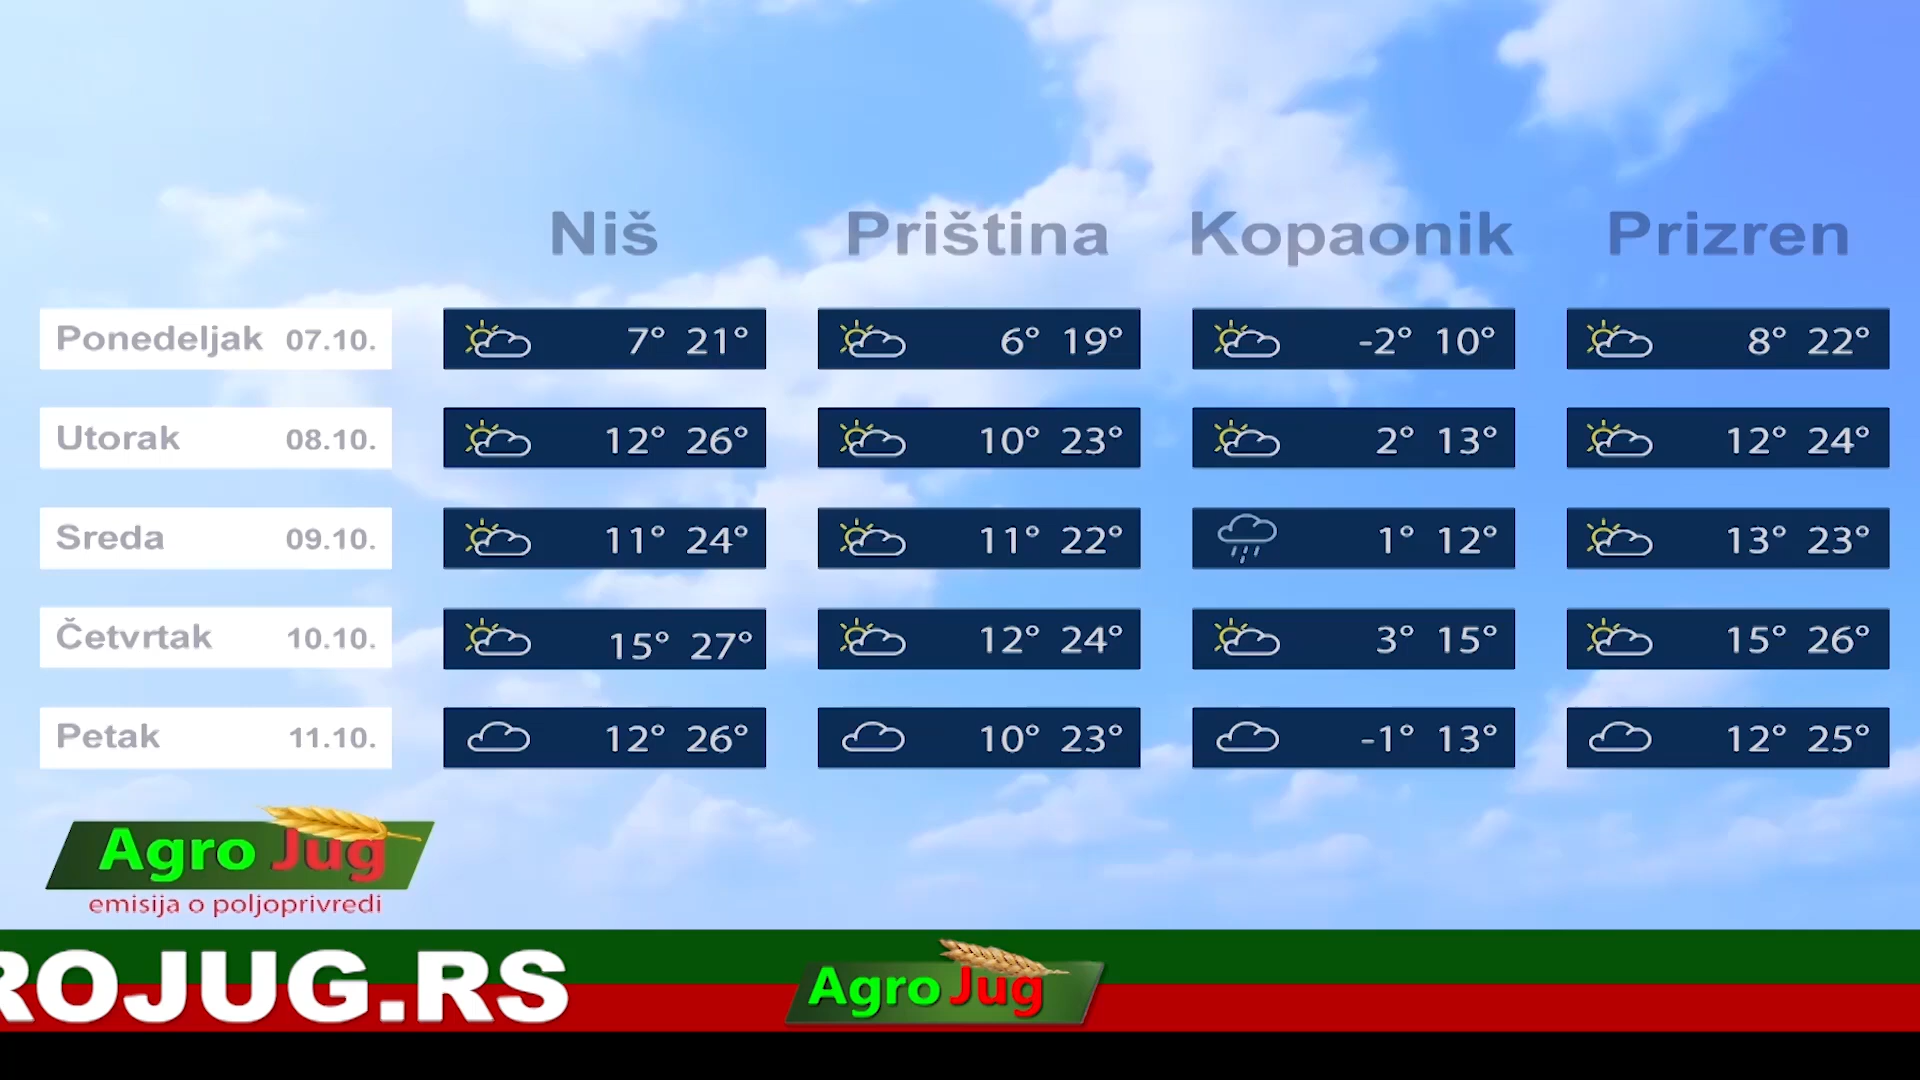 Niš Priština Kopaonik Prizren
Ponedeljak 07.10. 7° 21° 6° 19° -2° 10° 8° 22°
Utorak 08.10. 12° 26° 10° 23° 2° 13° 12° 24°
Sreda 09.10. 11° 24° 11° 22° 1° 12° 13° 23°
Četvrtak 10.10. 15° 27° 12° 24° 3° 15° 15° 26°
Petak 11.10. 12° 26° 10° 23° -1° 13° 12° 25°
Agro Jug
emisija o poljoprivredi
ROJUG.RS Agro Jug